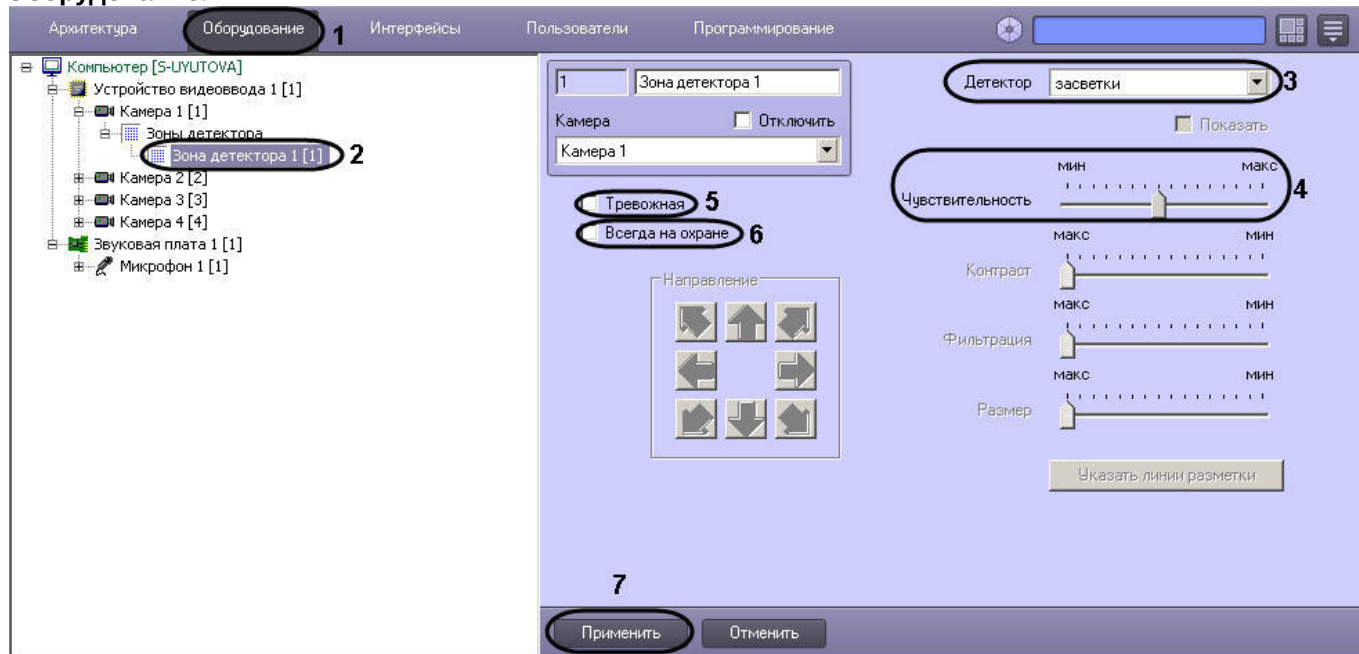 Архитектура Оборудование 1 Интерфейсы Пользователи Программирование
Компьютер [S-UYUTOVA]
Устройство видеоввода 1 [1]
Камера 1 [1]
Зоны детектора
Зона детектора 1 [1] 2
Камера 2 [2]
Камера 3 [3]
Камера 4 [4]
Звуковая плата 1 [1]
Микрофон 1 [1]
1 Зона детектора 1
Камера Отключить
Камера 1
Тревожная 5
Всегда на охране 6
Направление
Детектор засветки 3
Показать
мин макс
Чувствительность 4
макс мин
Контраст
макс мин
Фильтрация
макс мин
Размер
Указать линии разметки
7
Применить Отменить